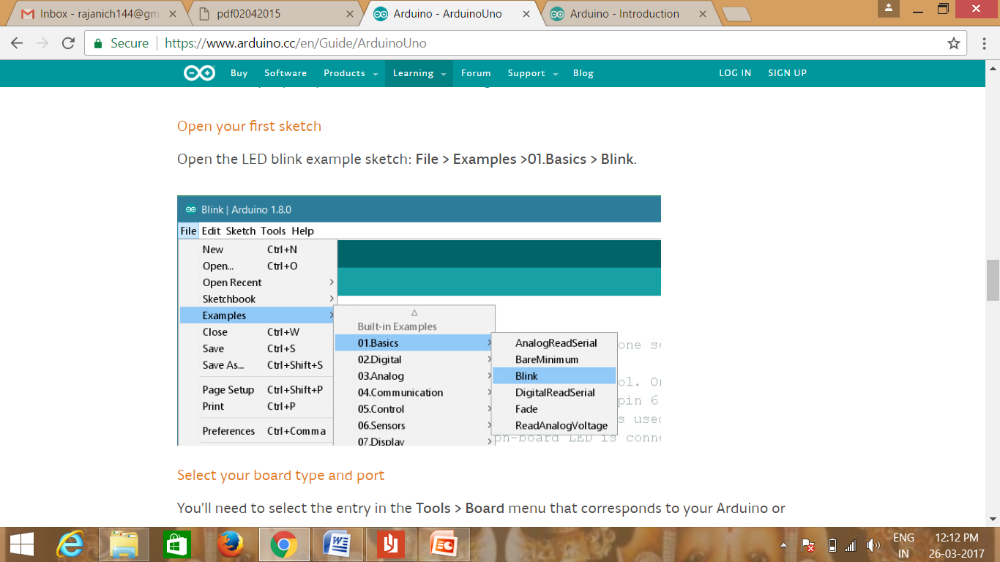 Inbox - rajanich144@gm
pdf02042015
Arduino - ArduinoUno
Arduino - Introduction
Secure
https://www.arduino.cc/en/Guide/ArduinoUno
Buy Software Products Learning Forum Support Blog LOG IN SIGN UP
Open your first sketch
Open the LED blink example sketch: File > Examples >01.Basics > Blink.
Blink | Arduino 1.8.0
File Edit Sketch Tools Help
New Ctrl+N
Open... Ctrl+O
Open Recent
Sketchbook
Examples
Close Ctrl+W
Save Ctrl+S
Save As... Ctrl+Shift+S
Page Setup Ctrl+Shift+P
Print Ctrl+P
Preferences Ctrl+Comma
Built-in Examples
01.Basics
02.Digital
03.Analog
04.Communication
05.Control
06.Sensors
07.Display
AnalogReadSerial
BareMinimum
Blink
DigitalReadSerial
Fade
ReadAnalogVoltage
one se
ol. O
pin 6
s used
on-board LED is conne
Select your board type and port
You'll need to select the entry in the Tools > Board menu that corresponds to your Arduino or
ENG
IN
12:12 PM
26-03-2017